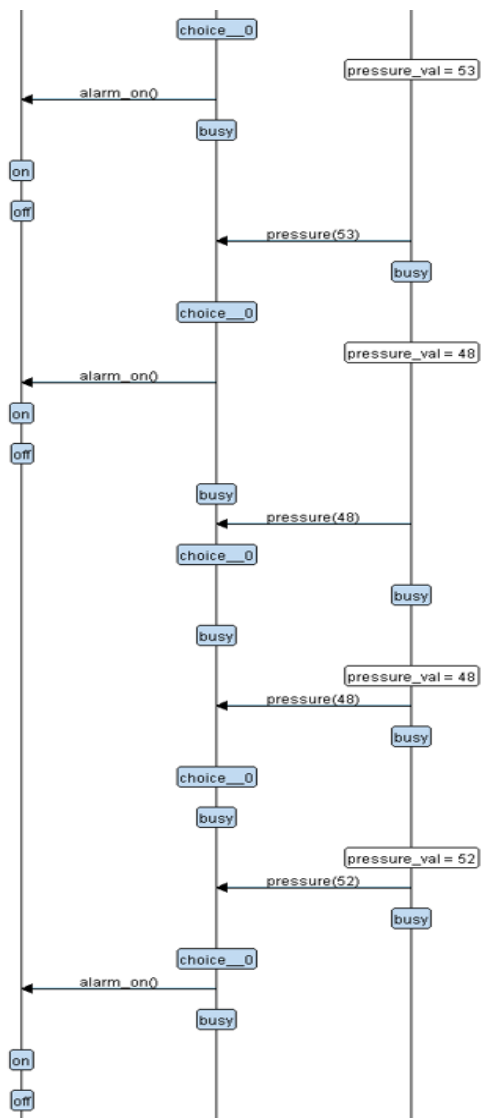 choice__0
pressure_val = 53
alarm_on()
busy
on
off
pressure(53)
busy
choice__0
pressure_val = 48
alarm_on()
on
off
busy
pressure(48)
choice__0
busy
busy
pressure_val = 48
pressure(48)
busy
choice__0
busy
pressure_val = 52
pressure(52)
busy
choice__0
alarm_on()
busy
on
off